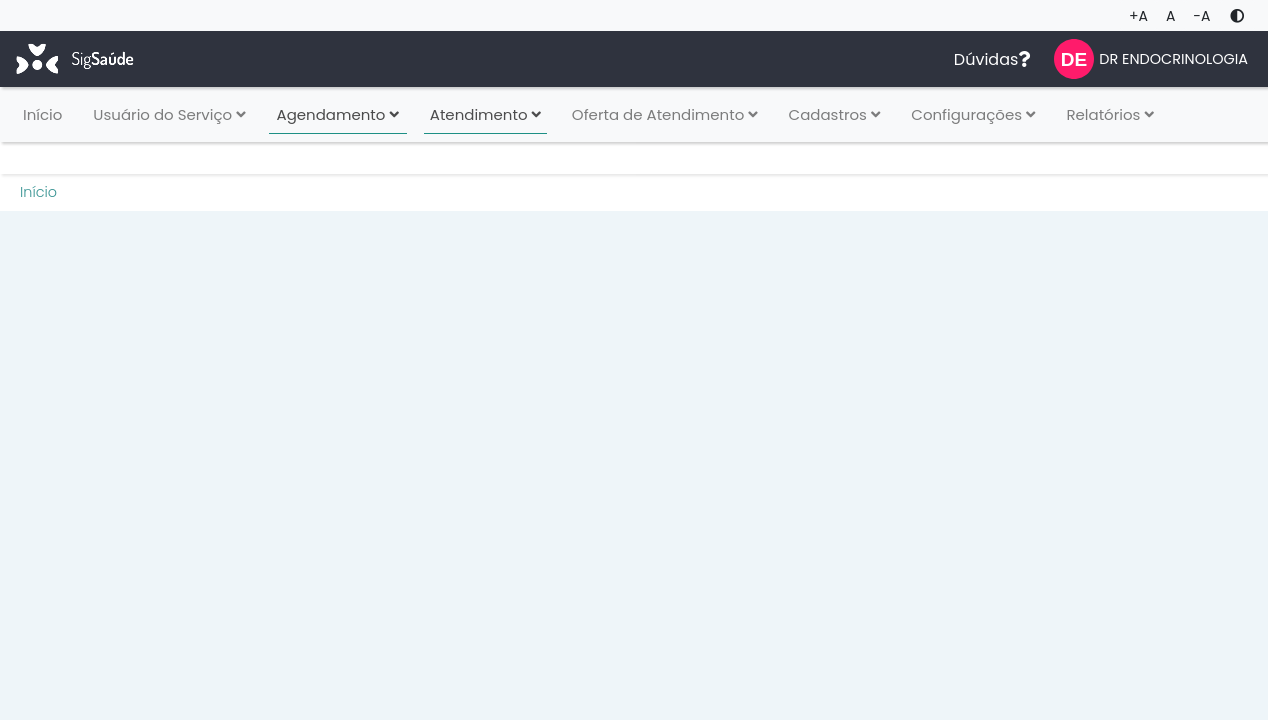 +A A -A
SigSaúde Dúvidas? DE DR ENDOCRINOLOGIA
Início Usuário do Serviço Agendamento Atendimento Oferta de Atendimento Cadastros Configurações Relatórios
Início